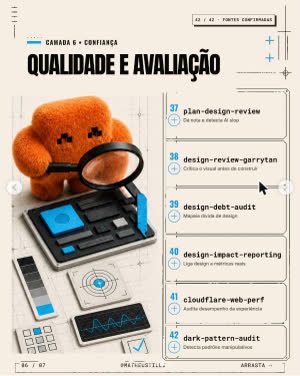 42 / 42 · FONTES CONFIRMADAS
CAMADA 6 • CONFIANÇA
QUALIDADE E AVALIAÇÃO
37
plan-design-review
Dá nota e detecta AI slop
38
design-review-garrytan
Critica o visual antes de construir
39
design-debt-audit
Mapeia dívida de design
40
design-impact-reporting
Liga design a métricas reais
41
cloudflare-web-perf
Audita desempenho da experiência
42
dark-pattern-audit
Detecta padrões manipulativos
06 / 07
ARRASTA →